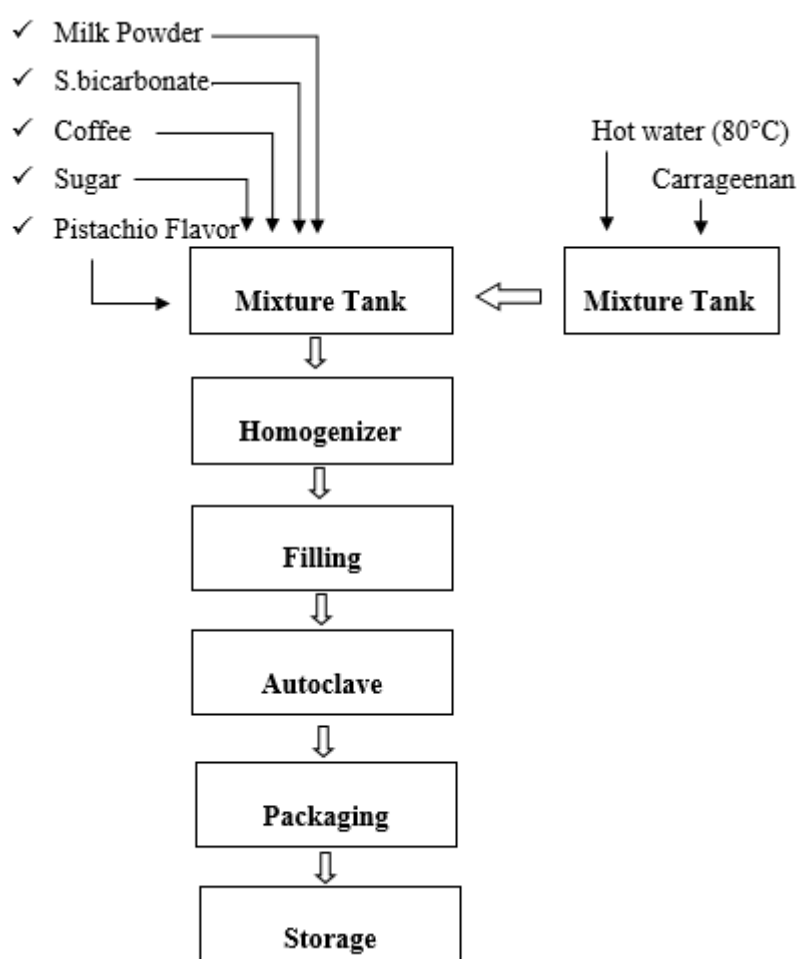 ✓ Milk Powder
✓ S.bicarbonate
✓ Coffee
✓ Sugar
✓ Pistachio Flavor
Hot water (80°C)
Carrageenan
Mixture Tank
Mixture Tank
Homogenizer
Filling
Autoclave
Packaging
Storage